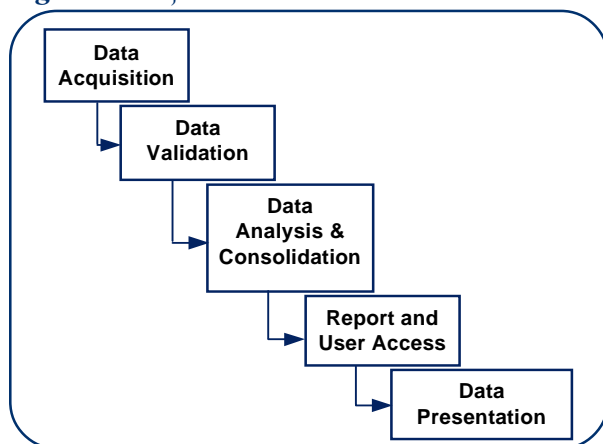 Data
Acquisition
Data
Validation
Data
Analysis &
Consolidation
Report and
User Access
Data
Presentation